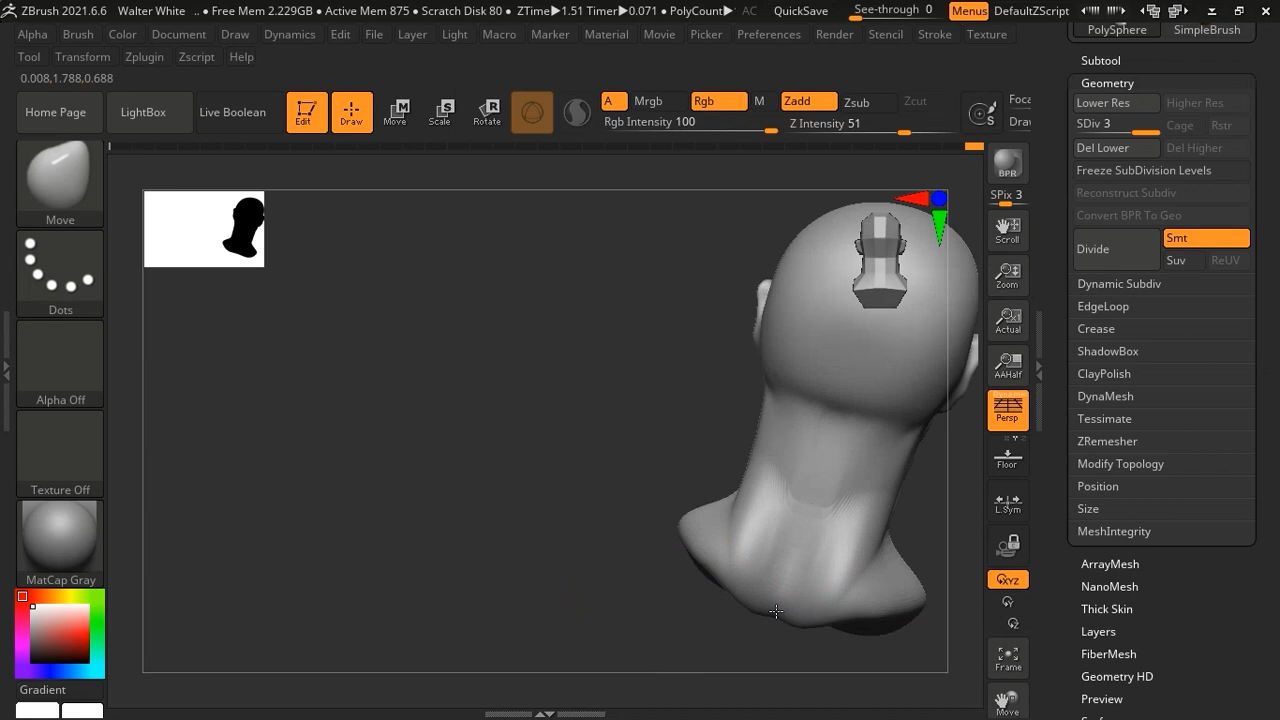 ZBrush 2021.6.6 Walter White .. • Free Mem 2.229GB • Active Mem 875 • Scratch Disk 80 • ZTime▶1.51 Timer▶0.071 • PolyCount▶ AC QuickSave See-through 0 Menus DefaultZScript
Alpha Brush Color Document Draw Dynamics Edit File Layer Light Macro Marker Material Movie Picker Preferences Render Stencil Stroke Texture
Tool Transform Zplugin Zscript Help
0.008,1.788,0.688
Home Page LightBox Live Boolean Edit Draw Move Scale Rotate
A Mrgb Rgb M Zadd Zsub Zcut
Rgb Intensity 100 Z Intensity 51
S Foca
Draw
Move
Dots
Alpha Off
Texture Off
MatCap Gray
Gradient
BPR
SPix 3
Scroll
Zoom
Actual
AAHalf
Dynamic
Persp
Floor
L.Sym
XYZ
Y
Z
Frame
Move
PolySphere SimpleBrush
Subtool
Geometry
Lower Res Higher Res
SDiv 3 Cage Rstr
Del Lower Del Higher
Freeze SubDivision Levels
Reconstruct Subdiv
Convert BPR To Geo
Divide Smt
Suv ReUV
Dynamic Subdiv
EdgeLoop
Crease
ShadowBox
ClayPolish
DynaMesh
Tessimate
ZRemesher
Modify Topology
Position
Size
MeshIntegrity
ArrayMesh
NanoMesh
Thick Skin
Layers
FiberMesh
Geometry HD
Preview